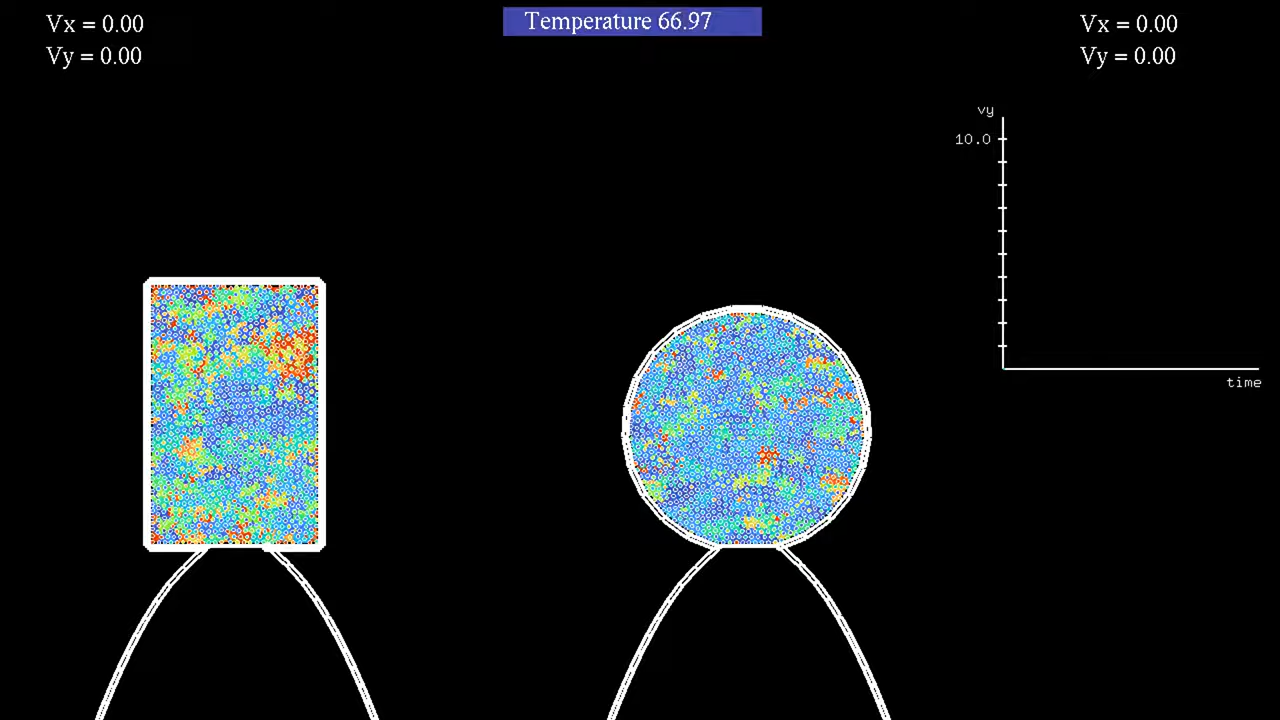 Vx = 0.00
Vy = 0.00
Temperature 66.97
Vx = 0.00
Vy = 0.00
vy
10.0
time